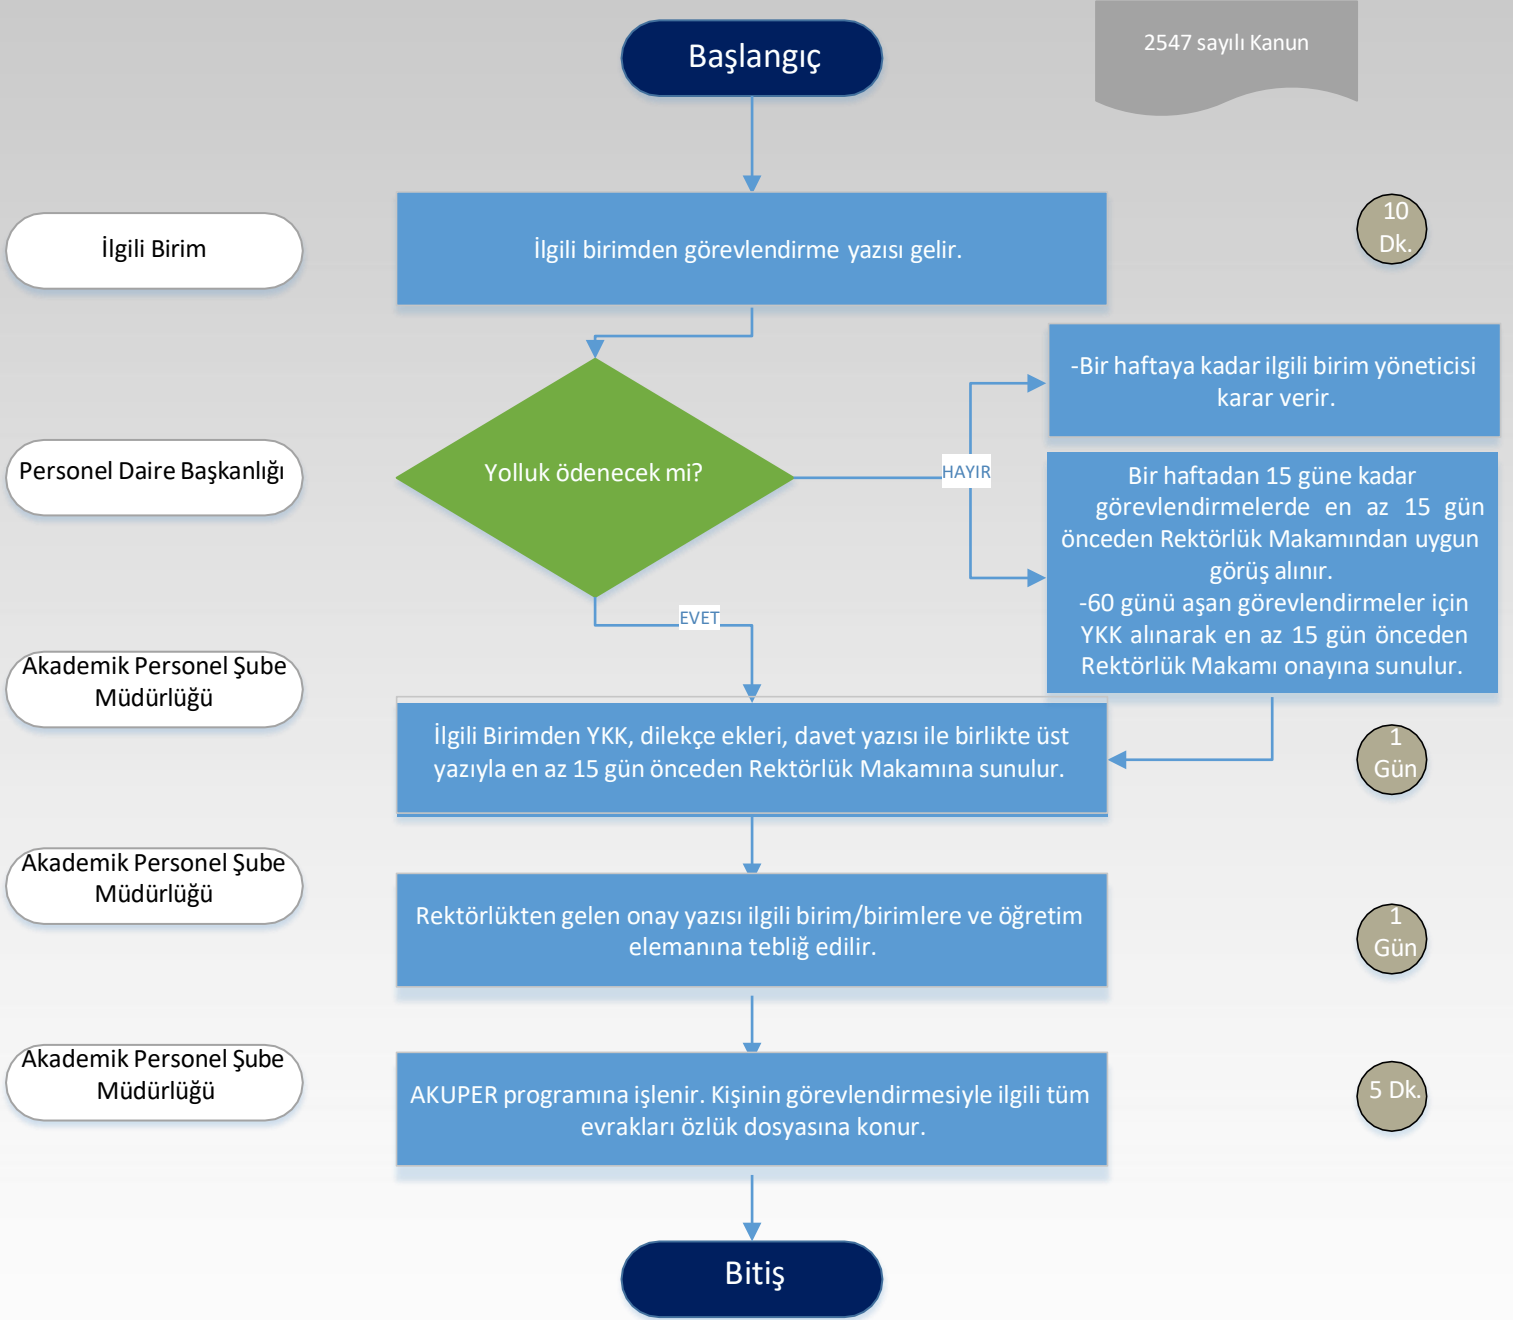 Başlangıç
2547 sayılı Kanun
İlgili Birim
İlgili birimden görevlendirme yazısı gelir.
10
Dk.
-Bir haftaya kadar ilgili birim yöneticisi
karar verir.
Personel Daire Başkanlığı
Yolluk ödenecek mi?
HAYIR
Bir haftadan 15 güne kadar
görevlendirmelerde en az 15 gün
önceden Rektörlük Makamından uygun
görüş alınır.
-60 günü aşan görevlendirmeler için
YKK alınarak en az 15 gün önceden
Rektörlük Makamı onayına sunulur.
EVET
Akademik Personel Şube
Müdürlüğü
İlgili Birimden YKK, dilekçe ekleri, davet yazısı ile birlikte üst
yazıyla en az 15 gün önceden Rektörlük Makamına sunulur.
1
Gün
Akademik Personel Şube
Müdürlüğü
Rektörlükten gelen onay yazısı ilgili birim/birimlere ve öğretim
elemanına tebliğ edilir.
1
Gün
Akademik Personel Şube
Müdürlüğü
AKUPER programına işlenir. Kişinin görevlendirmesiyle ilgili tüm
evrakları özlük dosyasına konur.
5 Dk.
Bitiş